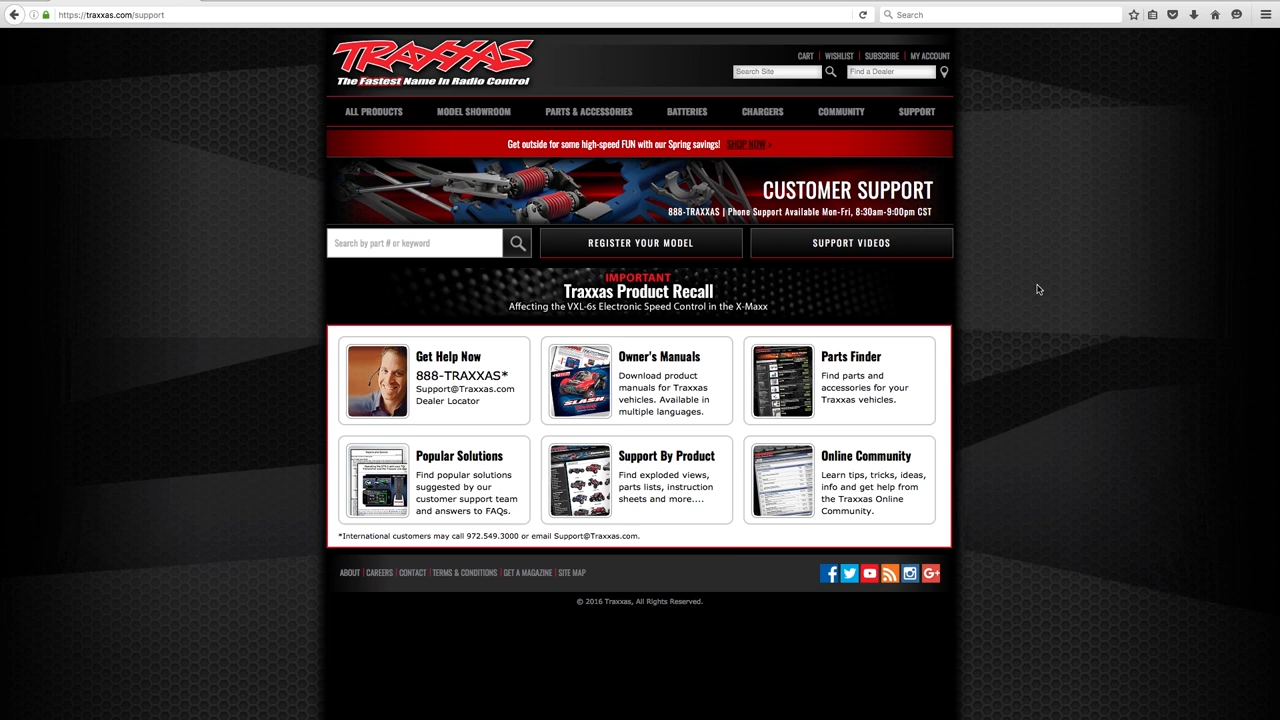 https://traxxas.com/support
Search
TRAXXAS
The Fastest Name In Radio Control
CART | WISHLIST | SUBSCRIBE | MY ACCOUNT
Search Site
Find a Dealer
ALL PRODUCTS
MODEL SHOWROOM
PARTS & ACCESSORIES
BATTERIES
CHARGERS
COMMUNITY
SUPPORT
Get outside for some high-speed FUN with our Spring savings! SHOP NOW >
CUSTOMER SUPPORT
888-TRAXXAS | Phone Support Available Mon-Fri, 8:30am-9:00pm CST
Search by part # or keyword
REGISTER YOUR MODEL
SUPPORT VIDEOS
IMPORTANT
Traxxas Product Recall
Affecting the VXL-6s Electronic Speed Control in the X-Maxx
Get Help Now
888-TRAXXAS*
Support@Traxxas.com
Dealer Locator
SLASH
Owner's Manuals
Download product
manuals for Traxxas
vehicles. Available in
multiple languages.
Parts Finder
Find parts and
accessories for your
Traxxas vehicles.
Popular Solutions
Find popular solutions
suggested by our
customer support team
and answers to FAQs.
Support By Product
Find exploded views,
parts lists, instruction
sheets and more....
Online Community
Learn tips, tricks, ideas,
info and get help from
the Traxxas Online
Community.
*International customers may call 972.549.3000 or email Support@Traxxas.com.
ABOUT | CAREERS | CONTACT | TERMS & CONDITIONS | GET A MAGAZINE | SITE MAP
© 2016 Traxxas, All Rights Reserved.